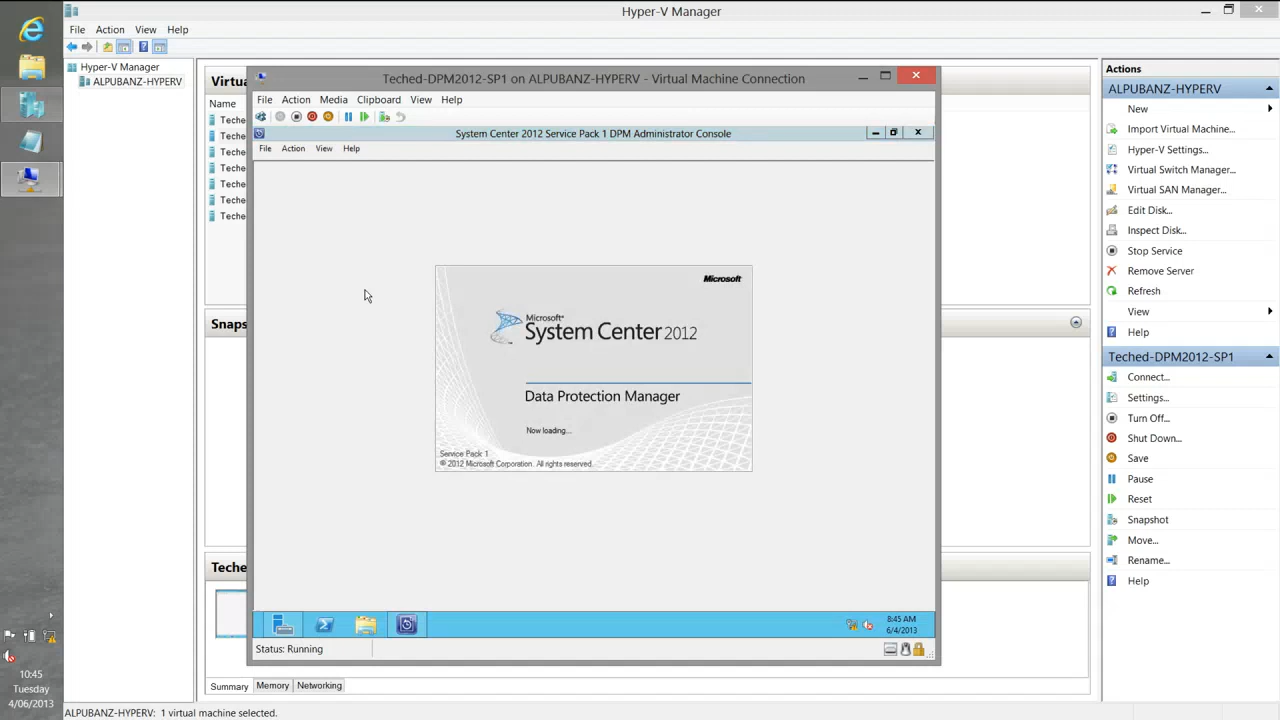 Hyper-V Manager
File Action View Help
Hyper-V Manager
ALPUBANZ-HYPERV
Name
Teched-DPM2012-SP1 on ALPUBANZ-HYPERV - Virtual Machine Connection
File Action Media Clipboard View Help
System Center 2012 Service Pack 1 DPM Administrator Console
File Action View Help
Microsoft
Microsoft®
System Center 2012
Data Protection Manager
Now loading...
Service Pack 1
© 2012 Microsoft Corporation. All rights reserved.
8:45 AM
6/4/2013
Status: Running
Summary Memory Networking
Actions
ALPUBANZ-HYPERV
New
Import Virtual Machine...
Hyper-V Settings...
Virtual Switch Manager...
Virtual SAN Manager...
Edit Disk...
Inspect Disk...
Stop Service
Remove Server
Refresh
View
Help
Teched-DPM2012-SP1
Connect...
Settings...
Turn Off...
Shut Down...
Save
Pause
Reset
Snapshot
Move...
Rename...
Help
10:45
Tuesday
4/06/2013
ALPUBANZ-HYPERV: 1 virtual machine selected.